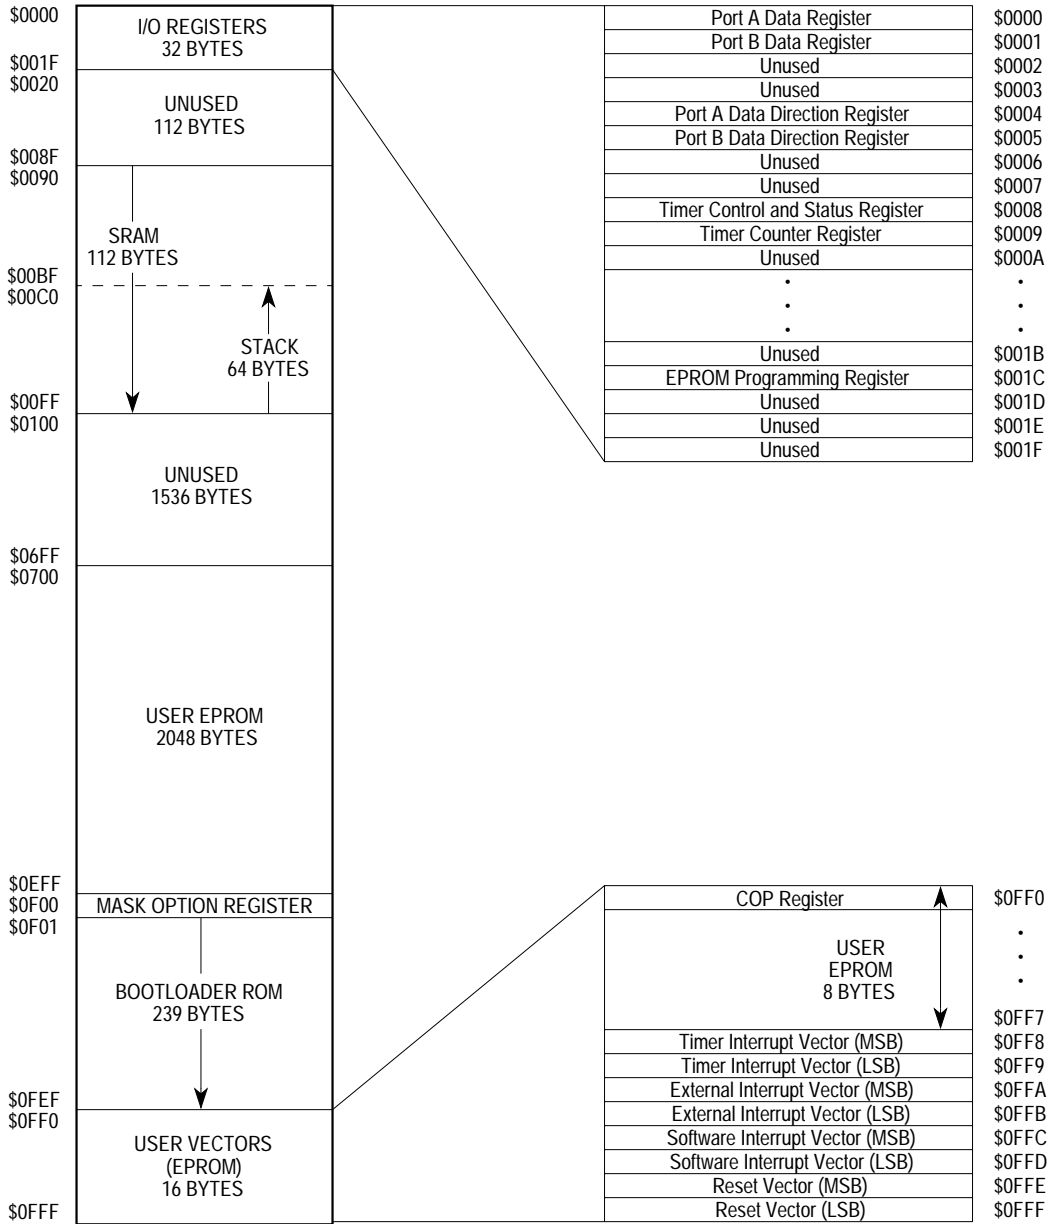 $0000
I/O REGISTERS
32 BYTES
$001F
$0020
UNUSED
112 BYTES
$008F
$0090
SRAM
112 BYTES
$00BF
$00C0
STACK
64 BYTES
$00FF
$0100
UNUSED
1536 BYTES
$06FF
$0700
USER EPROM
2048 BYTES
$0EFF
$0F00 MASK OPTION REGISTER
$0F01
BOOTLOADER ROM
239 BYTES
$0FEF
$0FF0
USER VECTORS
(EPROM)
16 BYTES
$0FFF
Port A Data Register $0000
Port B Data Register $0001
Unused $0002
Unused $0003
Port A Data Direction Register $0004
Port B Data Direction Register $0005
Unused $0006
Unused $0007
Timer Control and Status Register $0008
Timer Counter Register $0009
Unused $000A
• •
• •
• •
Unused $001B
EPROM Programming Register $001C
Unused $001D
Unused $001E
Unused $001F
COP Register $0FF0
•
USER
•
EPROM
•
8 BYTES
$0FF7
Timer Interrupt Vector (MSB) $0FF8
Timer Interrupt Vector (LSB) $0FF9
External Interrupt Vector (MSB) $0FFA
External Interrupt Vector (LSB) $0FFB
Software Interrupt Vector (MSB) $0FFC
Software Interrupt Vector (LSB) $0FFD
Reset Vector (MSB) $0FFE
Reset Vector (LSB) $0FFF